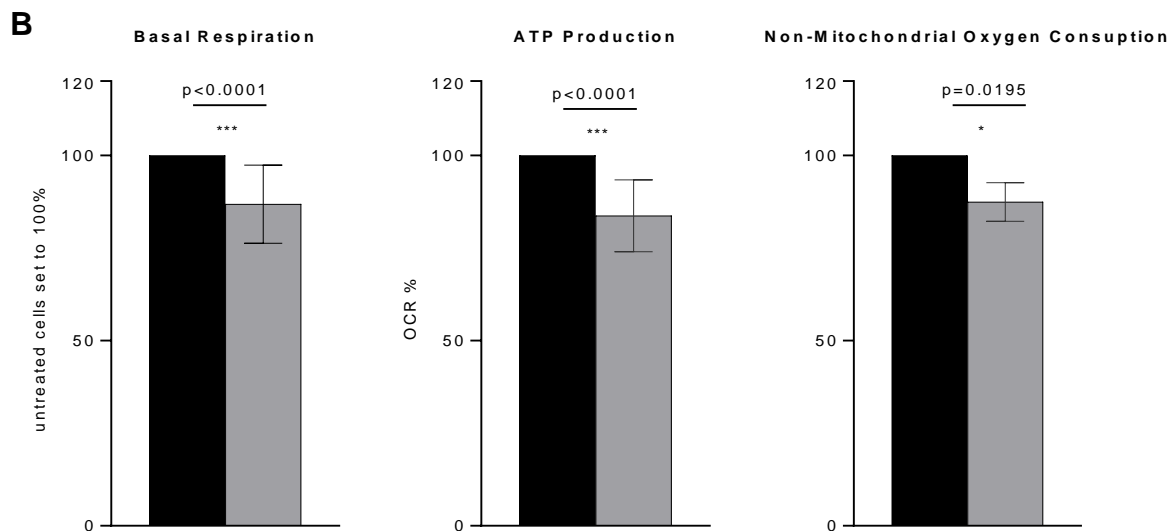 B
Basal Respiration
untreated cells set to 100%
120
100
50
0
p<0.0001
***
ATP Production
OCR %
120
100
50
0
p<0.0001
***
Non-Mitochondrial Oxygen Consuption
120
100
50
0
p=0.0195
*